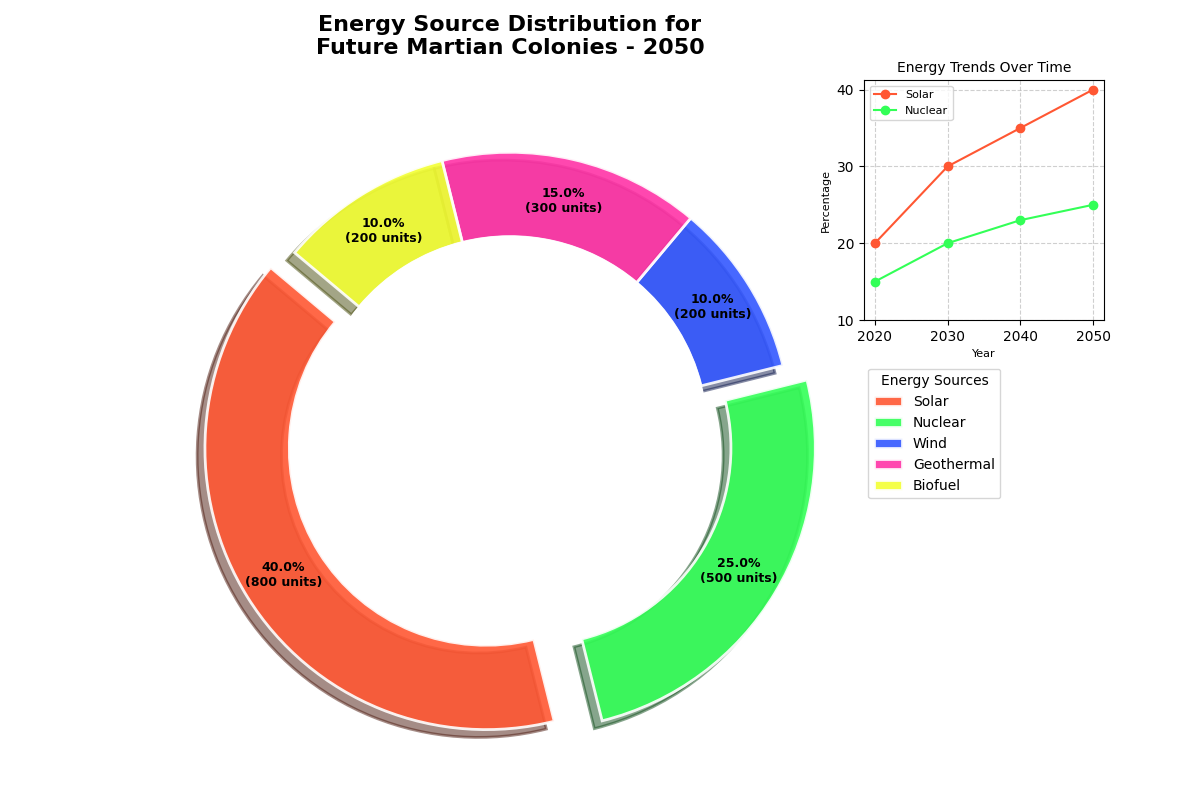 Energy Source Distribution for
Future Martian Colonies - 2050
Energy Trends Over Time
Solar
Nuclear
40
30
20
10
Percentage
2020
2030
2040
2050
Year
15.0%
(300 units)
10.0%
(200 units)
10.0%
(200 units)
40.0%
(800 units)
25.0%
(500 units)
Energy Sources
Solar
Nuclear
Wind
Geothermal
Biofuel